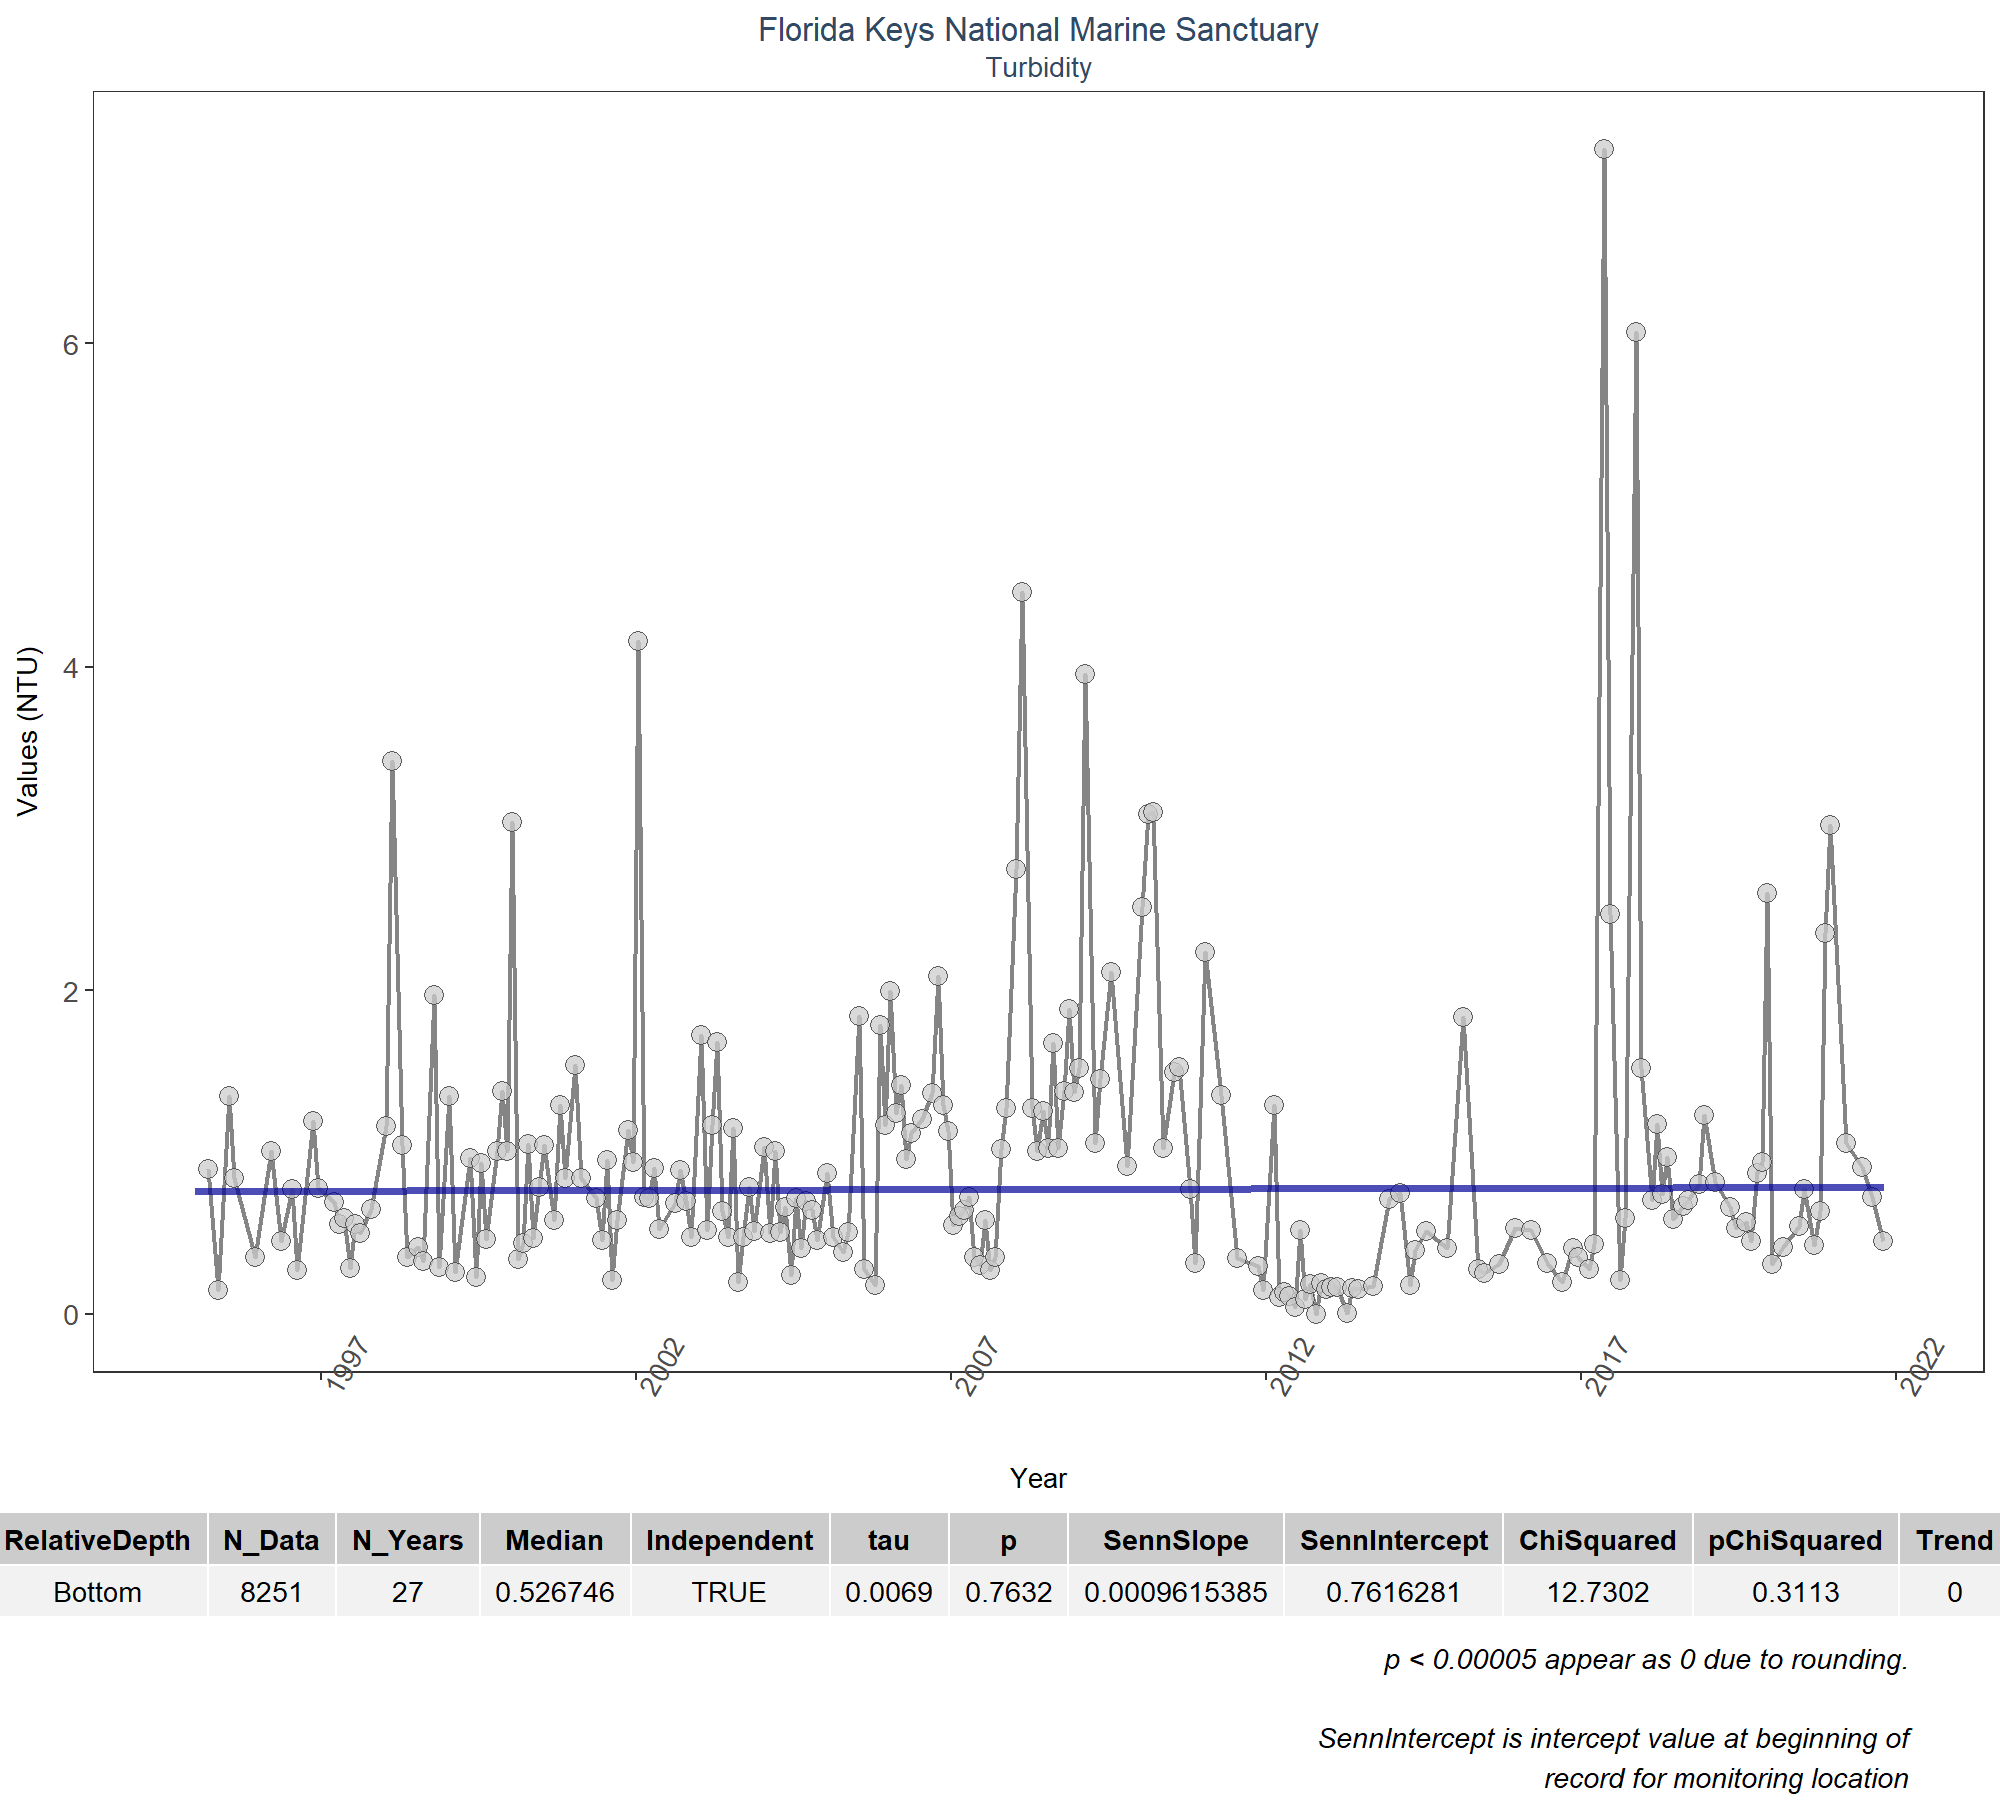 Florida Keys National Marine Sanctuary
Turbidity
Values (NTU)
6
4
2
0
1997 2002 2007 2012 2017 2022
Year
RelativeDepth N_Data N_Years Median Independent tau p SennSlope SennIntercept ChiSquared pChiSquared Trend
Bottom 8251 27 0.526746 TRUE 0.0069 0.7632 0.0009615385 0.7616281 12.7302 0.3113 0
p < 0.00005 appear as 0 due to rounding.
SennIntercept is intercept value at beginning of
record for monitoring location